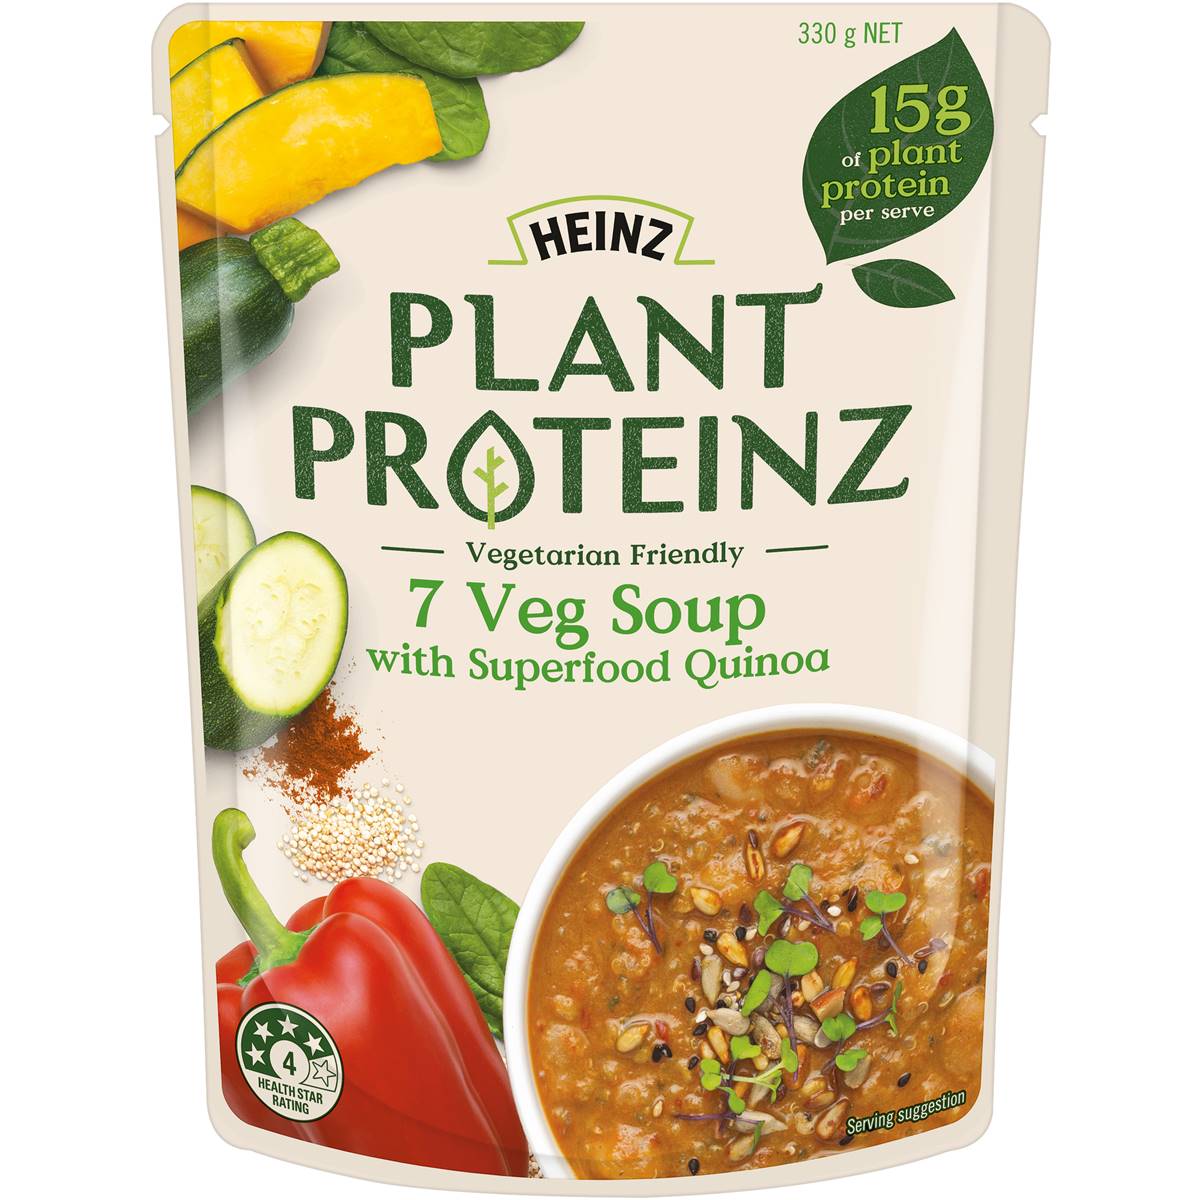 330 g NET
15g
of plant
protein
per serve
HEINZ
PLANT
PROTEINZ
Vegetarian Friendly
7 Veg Soup
with Superfood Quinoa
4
HEALTH STAR
RATING
Serving suggestion